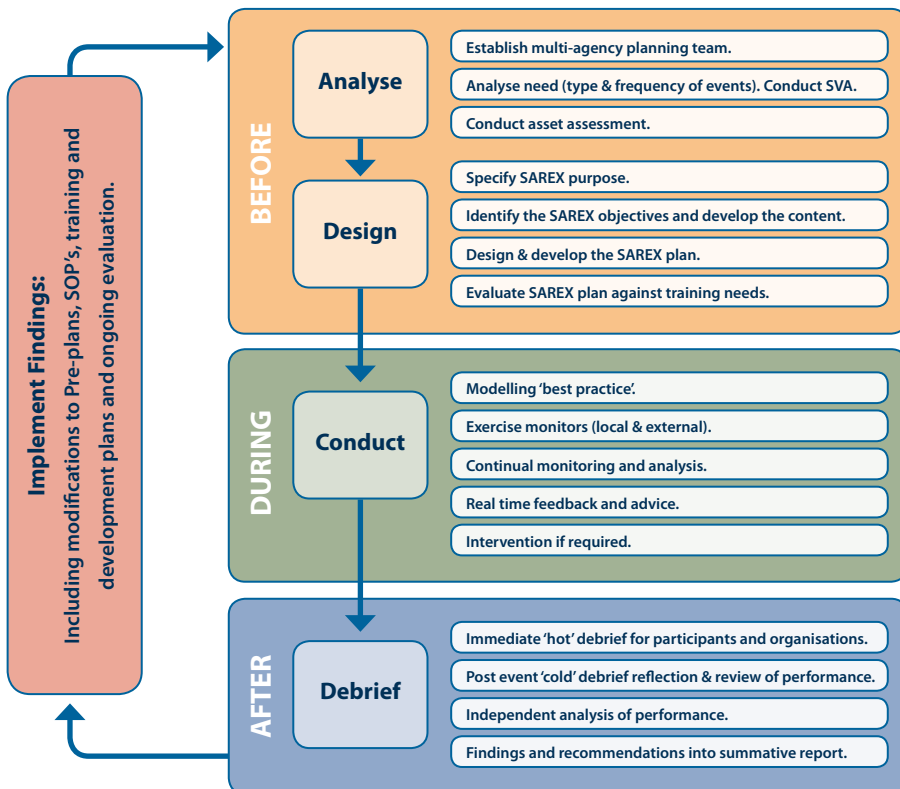 Implement Findings:
Including modifications to Pre-plans, SOP's, training and
development plans and ongoing evaluation.
BEFORE
Analyse
Establish multi-agency planning team.
Analyse need (type & frequency of events). Conduct SVA.
Conduct asset assessment.
Design
Specify SAREX purpose.
Identify the SAREX objectives and develop the content.
Design & develop the SAREX plan.
Evaluate SAREX plan against training needs.
DURING
Conduct
Modelling ‘best practice’.
Exercise monitors (local & external).
Continual monitoring and analysis.
Real time feedback and advice.
Intervention if required.
AFTER
Debrief
Immediate ‘hot’ debrief for participants and organisations.
Post event ‘cold’ debrief reflection & review of performance.
Independent analysis of performance.
Findings and recommendations into summative report.